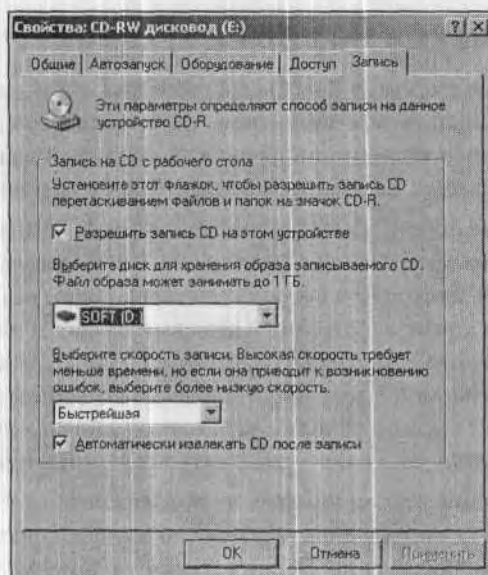 Свойства: CD-RW дисковод (E:)
? X
Общие Автозапуск Оборудование Доступ Запись
Эти параметры определяют способ записи на данное
устройство CD-R.
Запись на CD с рабочего стола
Установите этот флажок, чтобы разрешить запись CD
перетаскиванием файлов и папок на значок CD-R.
Разрешить запись CD на этом устройстве
Выберите диск для хранения образа записываемого CD.
Файл образа может занимать до 1 ГБ.
SOFT (D:)
Выберите скорость записи. Высокая скорость требует
меньше времени, но если она приводит к возникновению
ошибок, выберите более низкую скорость.
Быстрейшая
Автоматически извлекать CD после записи
OK Отмена Применить